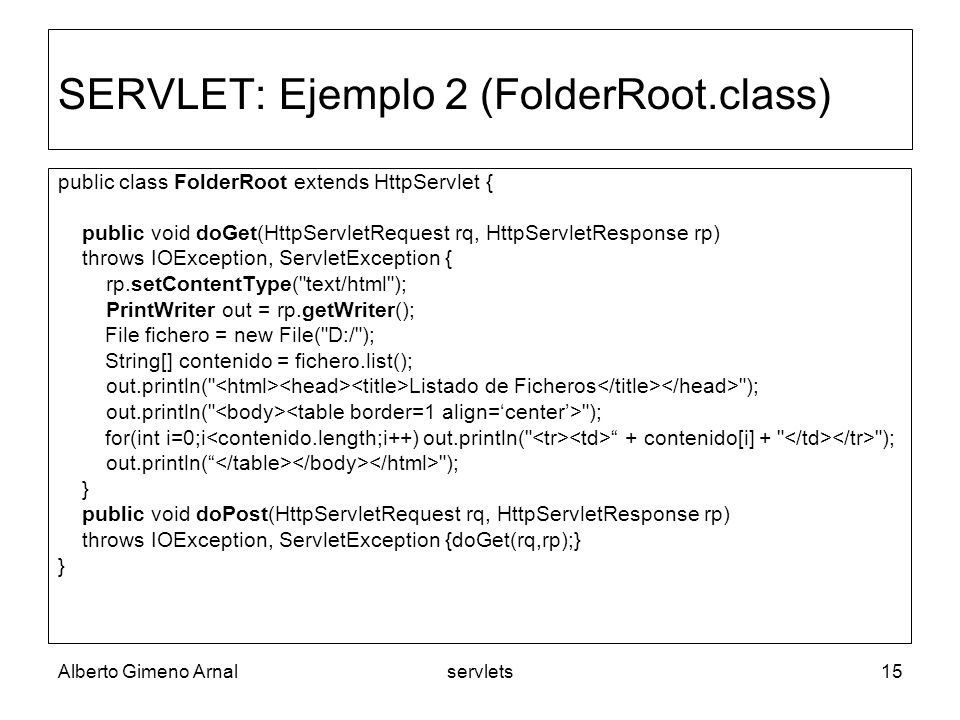 SERVLET: Ejemplo 2 (FolderRoot.class)
public class FolderRoot extends HttpServlet {
public void doGet(HttpServletRequest rq, HttpServletResponse rp)
throws IOException, ServletException {
rp.setContentType("text/html");
PrintWriter out = rp.getWriter();
File fichero = new File("D:/");
String[] contenido = fichero.list();
out.println("<html><head><title>Listado de Ficheros</title></head>");
out.println("<body><table border=1 align=‘center’>");
for(int i=0;i<contenido.length;i++) out.println("<tr><td>“ + contenido[i] + "</td></tr>");
out.println(“</table></body></html>");
}
public void doPost(HttpServletRequest rq, HttpServletResponse rp)
throws IOException, ServletException {doGet(rq,rp);}
}
Alberto Gimeno Arnal
servlets
15